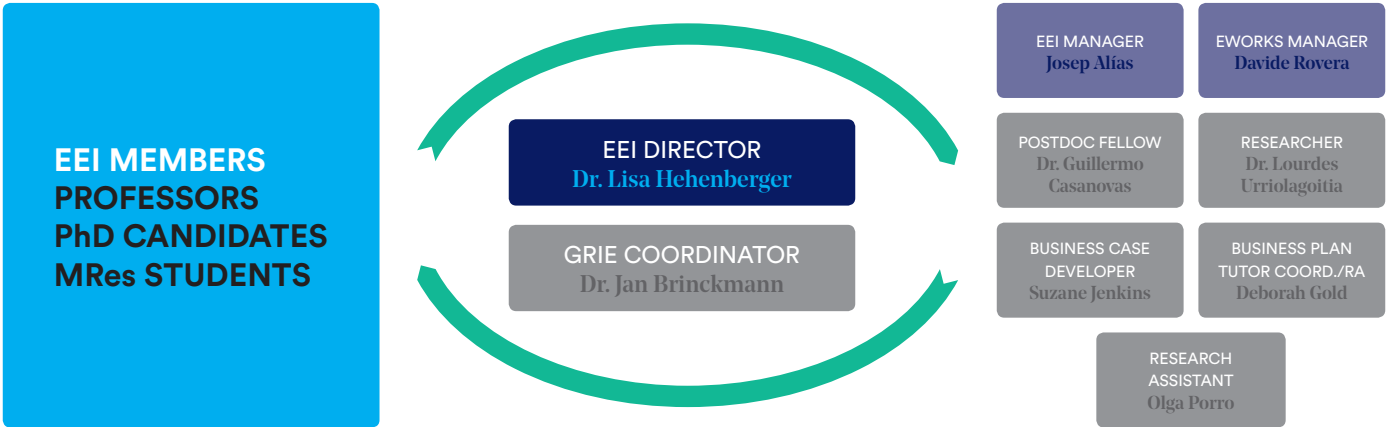 EEI MEMBERS
PROFESSORS
PhD CANDIDATES
MRes STUDENTS
EEI DIRECTOR
Dr. Lisa Hehenberger
GRIE COORDINATOR
Dr. Jan Brinckmann
EEI MANAGER
Josep Alías
EWORKS MANAGER
Davide Rovera
POSTDOC FELLOW
Dr. Guillermo
Casanovas
RESEARCHER
Dr. Lourdes
Urriolagoitia
BUSINESS CASE
DEVELOPER
Suzane Jenkins
BUSINESS PLAN
TUTOR COORD./RA
Deborah Gold
RESEARCH
ASSISTANT
Olga Porro